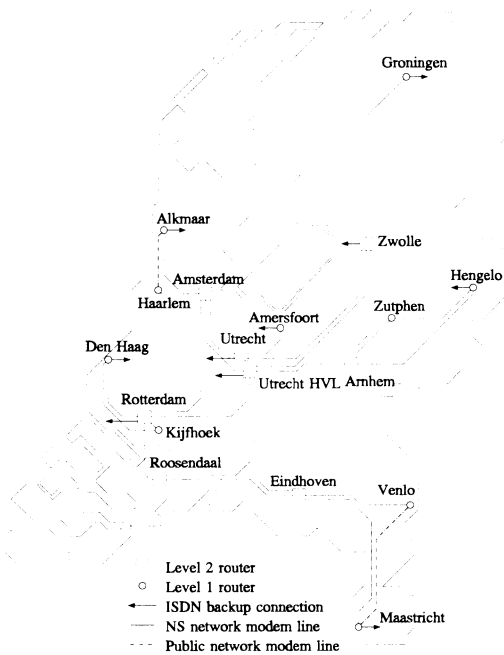 Groningen
Alkmaar
Zwolle
Amsterdam
Hengelo
Haarlem
Amersfoort
Zutphen
Den Haag
Utrecht
Utrecht HVL
Arnhem
Rotterdam
Kijfhoek
Roosendaal
Eindhoven
Venlo
Level 2 router
Level 1 router
ISDN backup connection
Maastricht
NS network modem line
Public network modem line